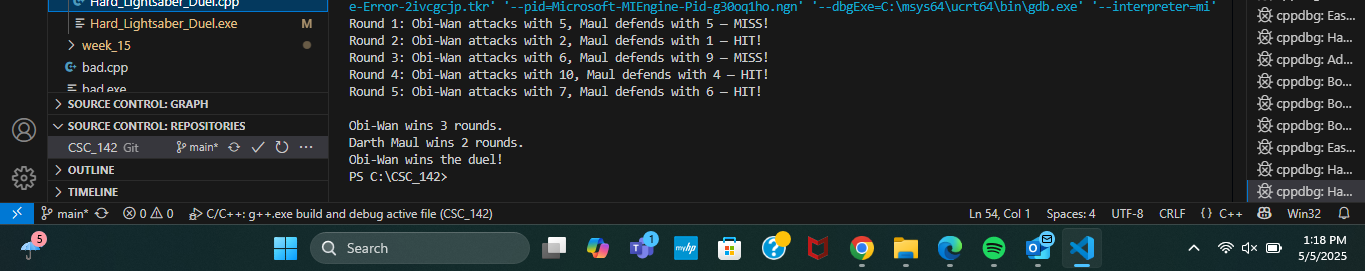 Hard_Lightsaber_Duel.cpp
Hard_Lightsaber_Duel.exe M
week_15
bad.cpp
bad.exe
SOURCE CONTROL: GRAPH
SOURCE CONTROL: REPOSITORIES
CSC_142 Git main*
OUTLINE
TIMELINE
e-Error-2ivcgcjp.tkr' '--pid=Microsoft-MIEngine-Pid-g30oq1ho.ngn' '--dbgExe=C:\msys64\ucrt64\bin\gdb.exe' '--interpreter=mi'
Round 1: Obi-Wan attacks with 5, Maul defends with 5 – MISS!
Round 2: Obi-Wan attacks with 2, Maul defends with 1 – HIT!
Round 3: Obi-Wan attacks with 6, Maul defends with 9 – MISS!
Round 4: Obi-Wan attacks with 10, Maul defends with 4 – HIT!
Round 5: Obi-Wan attacks with 7, Maul defends with 6 – HIT!
Obi-Wan wins 3 rounds.
Darth Maul wins 2 rounds.
Obi-Wan wins the duel!
PS C:\CSC_142>
cppdbg: Eas...
cppdbg: Ha...
cppdbg: Ad...
cppdbg: Bo...
cppdbg: Bo...
cppdbg: Bo...
cppdbg: Eas...
cppdbg: Ha...
cppdbg: Ha...
main* 0 0 C/C++: g++.exe build and debug active file (CSC_142) Ln 54, Col 1 Spaces: 4 UTF-8 CRLF {} C++ Win32
5 Search 1 myhp 1:18 PM
5/5/2025